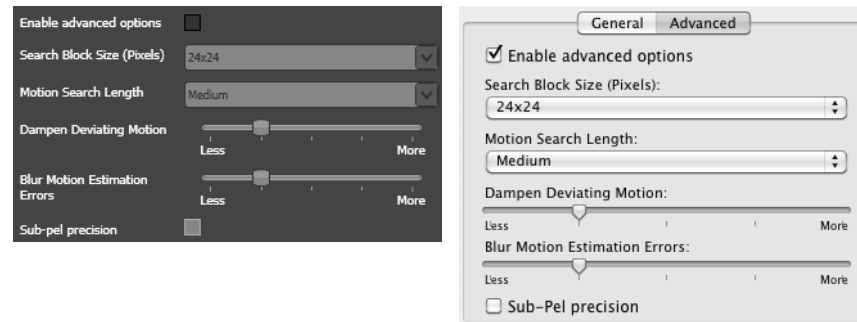 Enable advanced options
Search Block Size (Pixels)
24x24
Motion Search Length
Medium
Dampen Deviating Motion
Less More
Blur Motion Estimation
Errors
Less More
Sub-pel precision
General Advanced
Enable advanced options
Search Block Size (Pixels):
24x24
Motion Search Length:
Medium
Dampen Deviating Motion:
Less More
Blur Motion Estimation Errors:
Less More
Sub-Pel precision